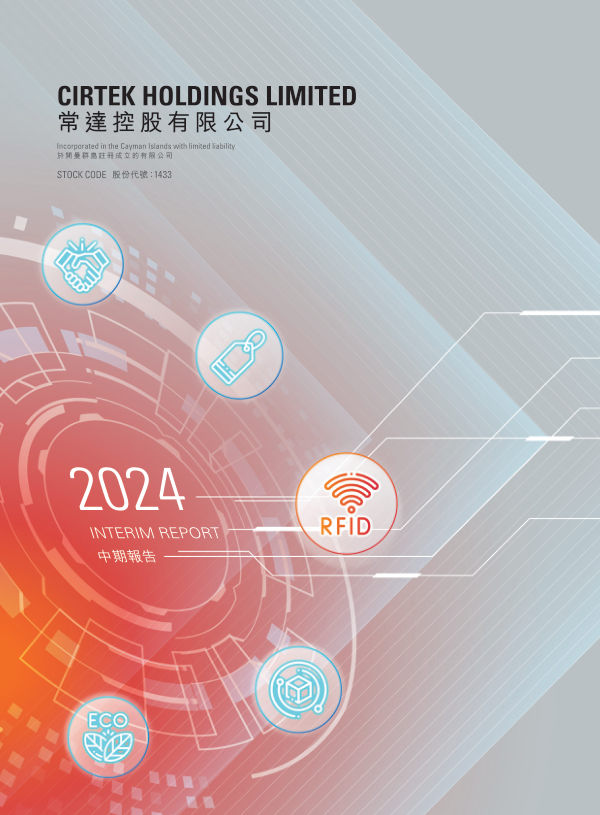 CIRTEK HOLDINGS LIMITED
常達控股有限公司
Incorporated in the Cayman Islands with limited liability
於開曼群島註冊成立的有限公司
STOCK CODE 股份代號：1433
2024
INTERIM REPORT
中期報告
RFID
ECO